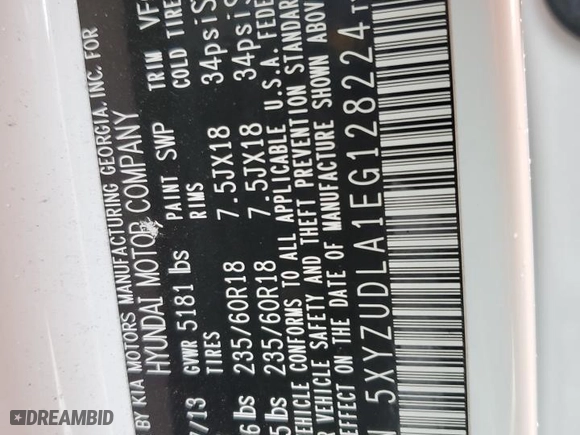 BY KIA MOTORS MANUFACTURING GEORGIA, INC. FOR
HYUNDAI MOTOR COMPANY
/13 GVWR 5181 lbs PAINT SWP TRIM VF
TIRES RIMS COLD TIRE
lbs 235/60R18 7.5JX18 34psi
lbs 235/60R18 7.5JX18 34psi
VEHICLE CONFORMS TO ALL APPLICABLE U.S.A. FEDE
VEHICLE SAFETY AND THEFT PREVENTION STANDAR
EFFECT ON THE DATE OF MANUFACTURE SHOWN ABOV
5XYZUDLA1EG128224
DREAMBID